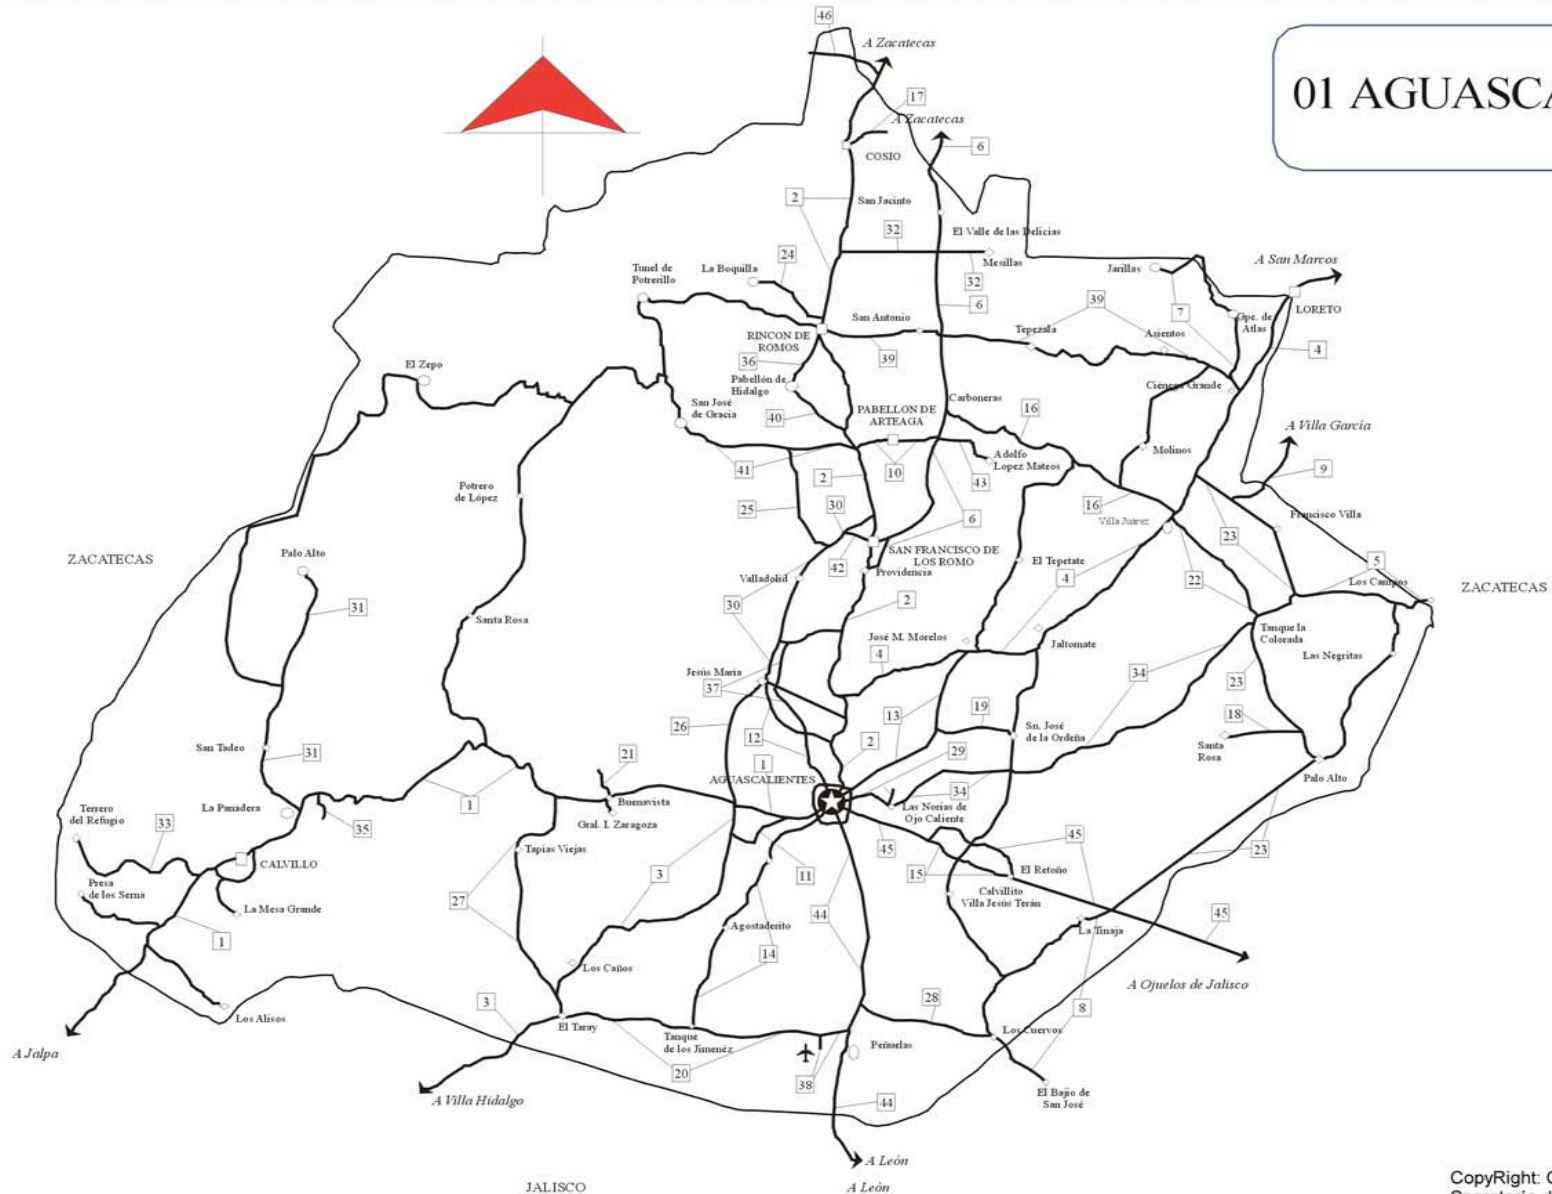 46
A Zacatecas
01 AGUASCA
17
A Zacatecas
6
COSIO
2
San Jacinto
32
El Valle de las Delicias
24
Tunel de
Potrerillo
La Boquilla
Mesillas
32
Jarillas
A San Marcos
39
7
6
LORETO
San Antonio
Tepezala
Asientos
Gpe. de
Atlas
RINCON DE
ROMOS
4
36
39
El Zepo
Pabellón de
Hidalgo
Ciénega Grande
San José
de Gracia
40
PABELLON DE
ARTEAGA
Carboneras
16
A Villa García
Molinos
41
2
10
Adolfo
Lopez Mateos
43
9
Potrero
de López
25
30
16
Villa Juárez
23
Francisco Villa
6
ZACATECAS
Palo Alto
SAN FRANCISCO DE
LOS ROMO
42
Providencia
El Tepetate
4
22
5
Los Campos
ZACATECAS
Valladolid
31
30
2
Santa Rosa
José M. Morelos
Jaltomate
Tanque la
Colorada
Las Negritas
4
Jesús Maria
37
34
23
26
13
19
18
San Tadeo
31
12
2
29
Sn. José
de la Ordeña
Santa
Rosa
21
1
AGUASCALIENTES
Palo Alto
La Panadera
1
Buenavista
34
Las Norias de
Ojo Caliente
Terrero
del Refugio
33
35
Gral. I. Zaragoza
45
45
23
CALVILLO
Tapias Viejas
3
11
15
El Retoño
Presa
de los Serna
Calvillito
Villa Jesús Terán
27
La Mesa Grande
44
45
1
Agostaderito
La Tinaja
14
Los Caños
A Ojuelos de Jalisco
3
28
8
Los Alisos
El Taray
Tanque
de los Jimenéz
Los Cuervos
A Jalpa
Peñuelas
20
38
El Bajio de
San José
A Villa Hidalgo
44
A León
JALISCO
A León
CopyRight: